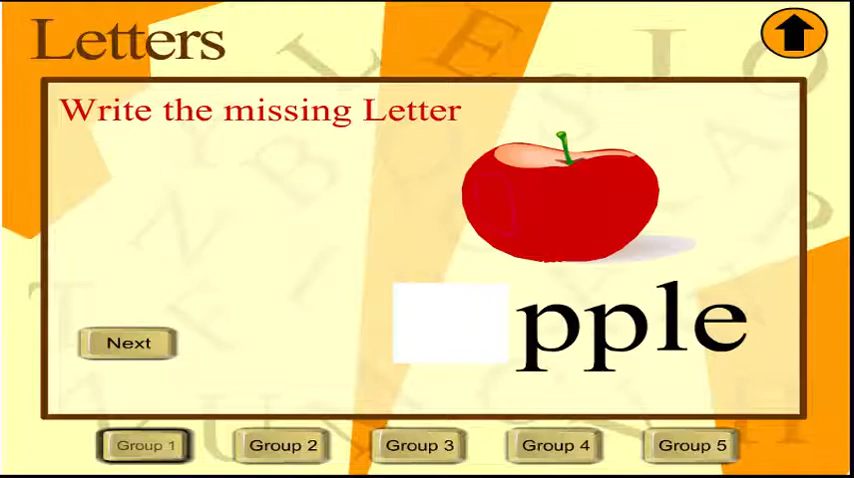 Letters
Write the missing Letter
pple
Next
Group 1 Group 2 Group 3 Group 4 Group 5